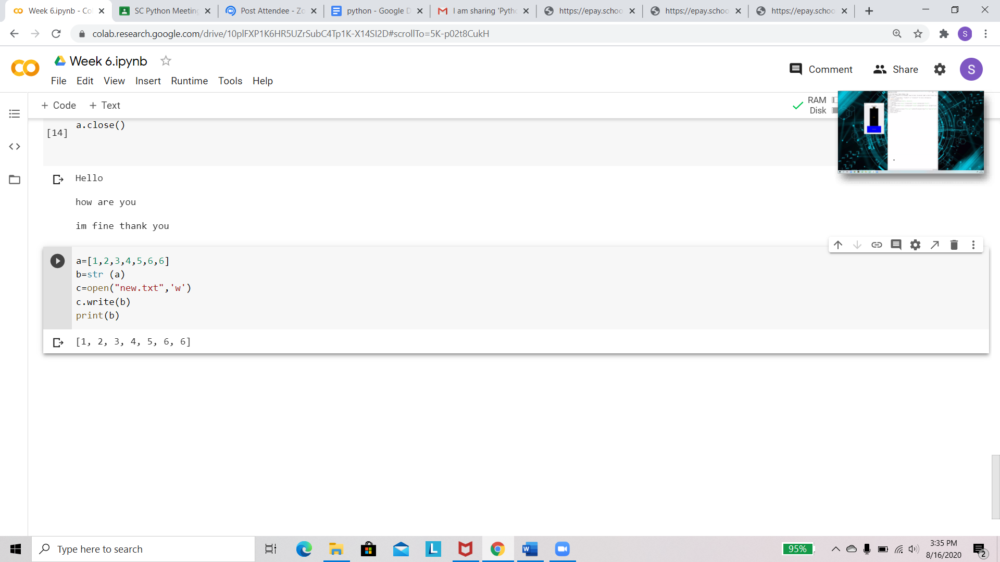 Week 6.ipynb - Co
SC Python Meeting
Post Attendee - Zo
python - Google D
I am sharing 'Pytho
https://epay.schoo
https://epay.schoo
https://epay.schoo
colab.research.google.com/drive/10plFXP1K6HR5UZrSubC4Tp1K-X14SI2D#scrollTo=5K-p02t8CukH
S
Week 6.ipynb
File Edit View Insert Runtime Tools Help
Comment
Share
S
+ Code + Text
RAM
Disk
a.close()
[14]
Hello
how are you
im fine thank you
a=[1,2,3,4,5,6,6]
b=str (a)
c=open("new.txt",'w')
c.write(b)
print(b)
[1, 2, 3, 4, 5, 6, 6]
Type here to search
L
W
95%
3:35 PM
8/16/2020
2